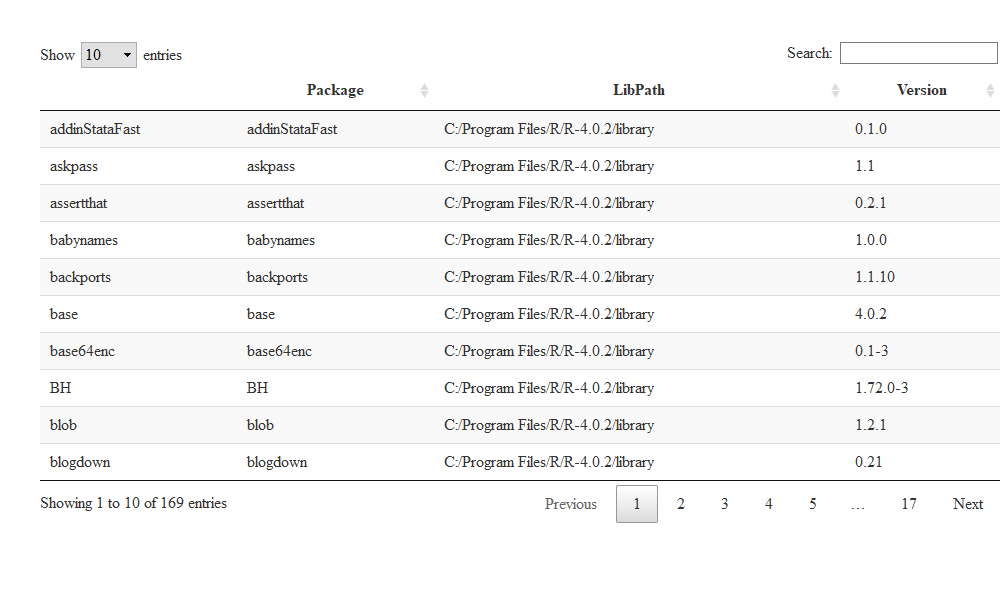 Show 10 entries Search:
Package LibPath Version
addinStataFast addinStataFast C:/Program Files/R/R-4.0.2/library 0.1.0
askpass askpass C:/Program Files/R/R-4.0.2/library 1.1
assertthat assertthat C:/Program Files/R/R-4.0.2/library 0.2.1
babynames babynames C:/Program Files/R/R-4.0.2/library 1.0.0
backports backports C:/Program Files/R/R-4.0.2/library 1.1.10
base base C:/Program Files/R/R-4.0.2/library 4.0.2
base64enc base64enc C:/Program Files/R/R-4.0.2/library 0.1-3
BH BH C:/Program Files/R/R-4.0.2/library 1.72.0-3
blob blob C:/Program Files/R/R-4.0.2/library 1.2.1
blogdown blogdown C:/Program Files/R/R-4.0.2/library 0.21
Showing 1 to 10 of 169 entries Previous 1 2 3 4 5 … 17 Next